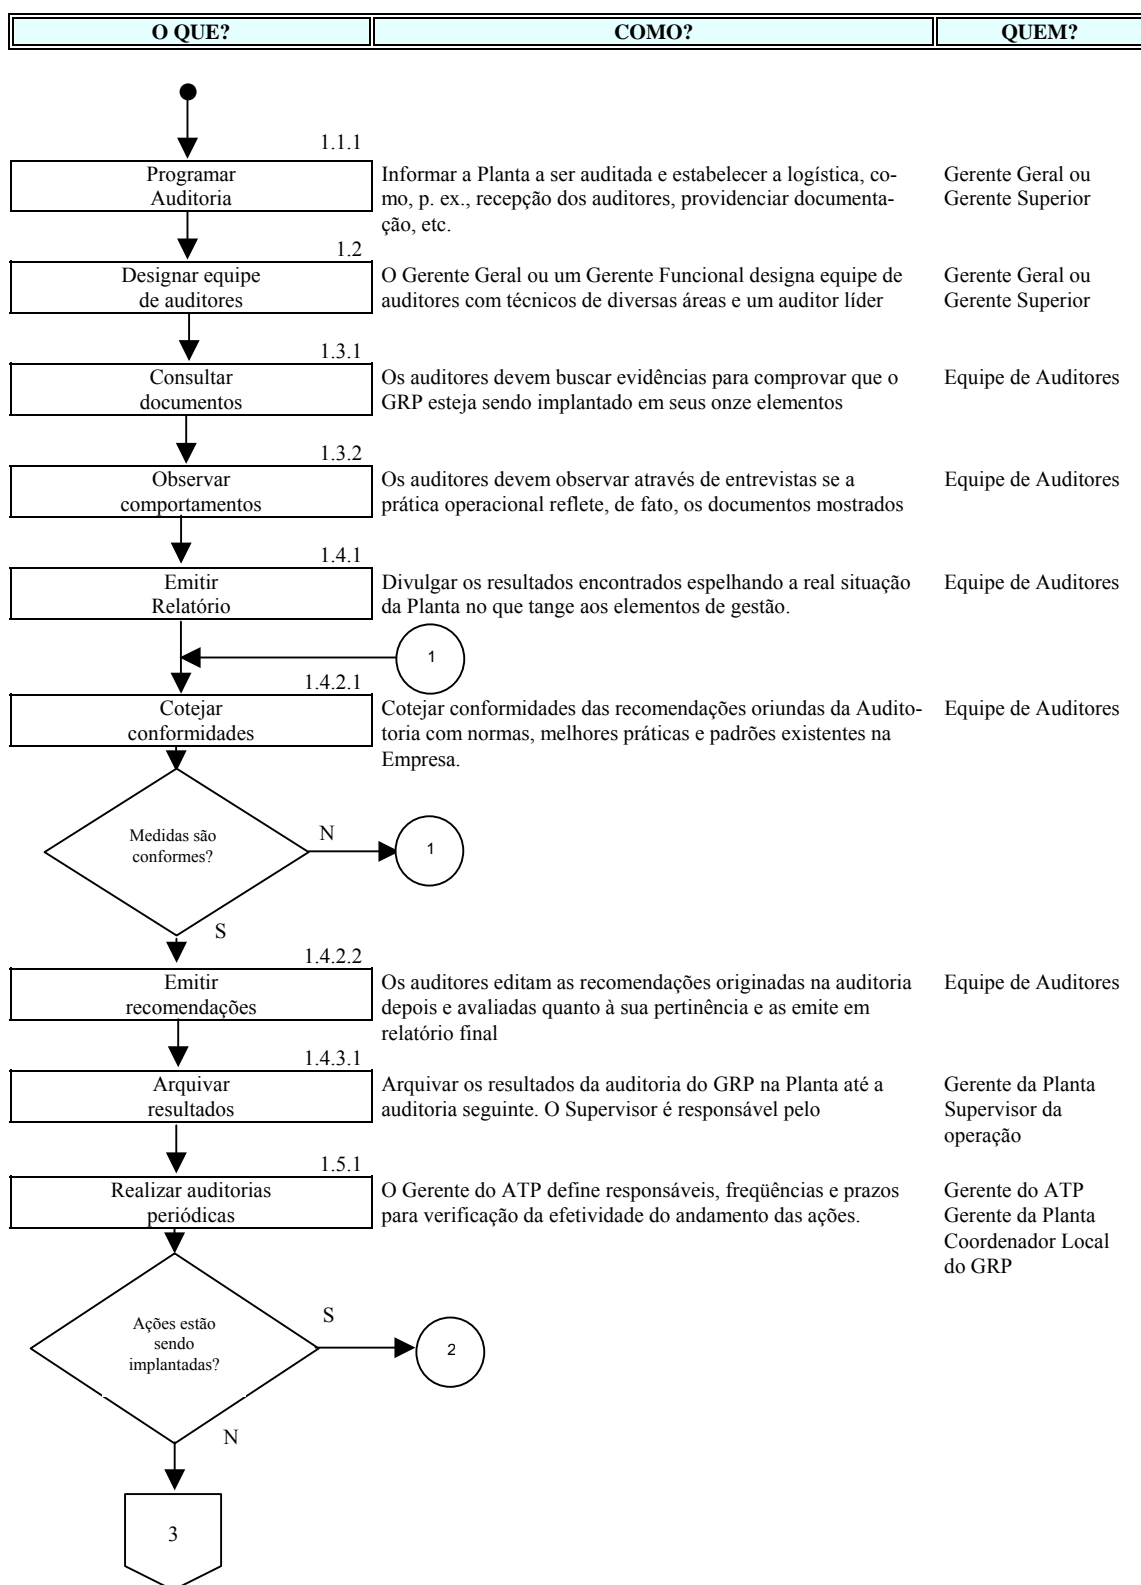 O QUE?
COMO?
QUEM?
1.1.1
Programar
Auditoria
Informar a Planta a ser auditada e estabelecer a logística, co-
mo, p. ex., recepção dos auditores, providenciar documenta-
ção, etc.
Gerente Geral ou
Gerente Superior
1.2
Designar equipe
de auditores
O Gerente Geral ou um Gerente Funcional designa equipe de
auditores com técnicos de diversas áreas e um auditor líder
Gerente Geral ou
Gerente Superior
1.3.1
Consultar
documentos
Os auditores devem buscar evidências para comprovar que o
GRP esteja sendo implantado em seus onze elementos
Equipe de Auditores
1.3.2
Observar
comportamentos
Os auditores devem observar através de entrevistas se a
prática operacional reflete, de fato, os documentos mostrados
Equipe de Auditores
1.4.1
Emitir
Relatório
Divulgar os resultados encontrados espelhando a real situação
da Planta no que tange aos elementos de gestão.
Equipe de Auditores
1
1.4.2.1
Cotejar
conformidades
Cotejar conformidades das recomendações oriundas da Audito-
toria com normas, melhores práticas e padrões existentes na
Empresa.
Equipe de Auditores
Medidas são
conformes?
N
1
S
1.4.2.2
Emitir
recomendações
Os auditores editam as recomendações originadas na auditoria
depois e avaliadas quanto à sua pertinência e as emite em
relatório final
Equipe de Auditores
1.4.3.1
Arquivar
resultados
Arquivar os resultados da auditoria do GRP na Planta até a
auditoria seguinte. O Supervisor é responsável pelo
Gerente da Planta
Supervisor da
operação
1.5.1
Realizar auditorias
periódicas
O Gerente do ATP define responsáveis, freqüências e prazos
para verificação da efetividade do andamento das ações.
Gerente do ATP
Gerente da Planta
Coordenador Local
do GRP
Ações estão
sendo
implantadas?
S
2
N
3